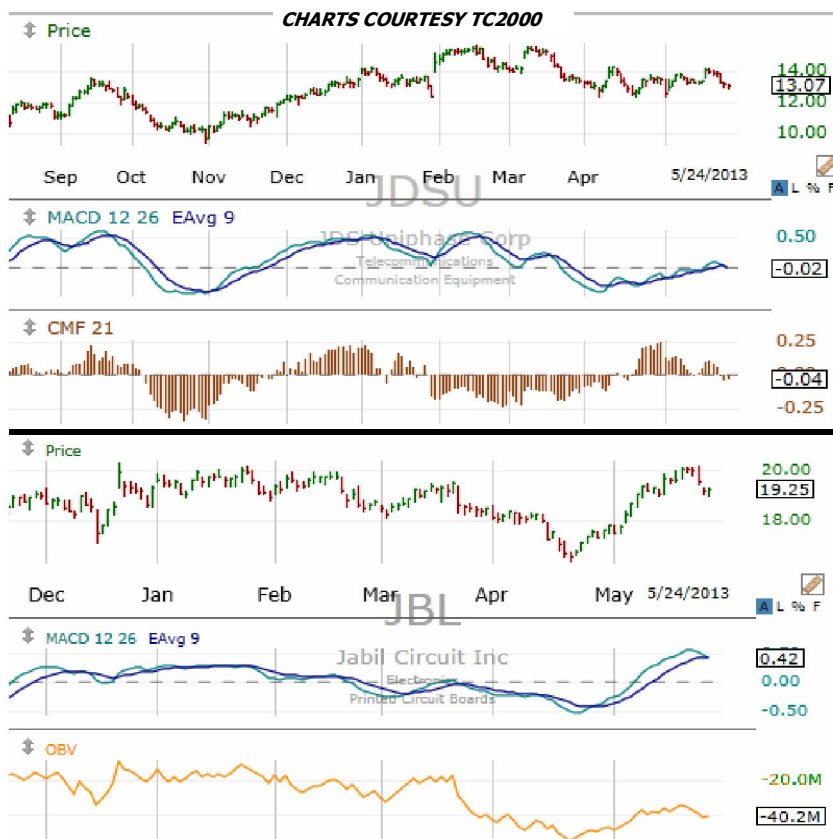 CHARTS COURTESY TC2000
Price
14.00
13.07
12.00
10.00
Sep Oct Nov Dec Jan Feb Mar Apr 5/24/2013
A L % F
JDSU
MACD 12 26 EAvg 9
JDS Uniphase Corp
Telecommunications
Communication Equipment
0.50
-0.02
CMF 21
0.25
-0.04
-0.25
Price
20.00
19.25
18.00
Dec Jan Feb Mar Apr May 5/24/2013
A L % F
JBL
MACD 12 26 EAvg 9
Jabil Circuit Inc
Electronics
Printed Circuit Boards
0.42
0.00
-0.50
OBV
-20.0M
-40.2M